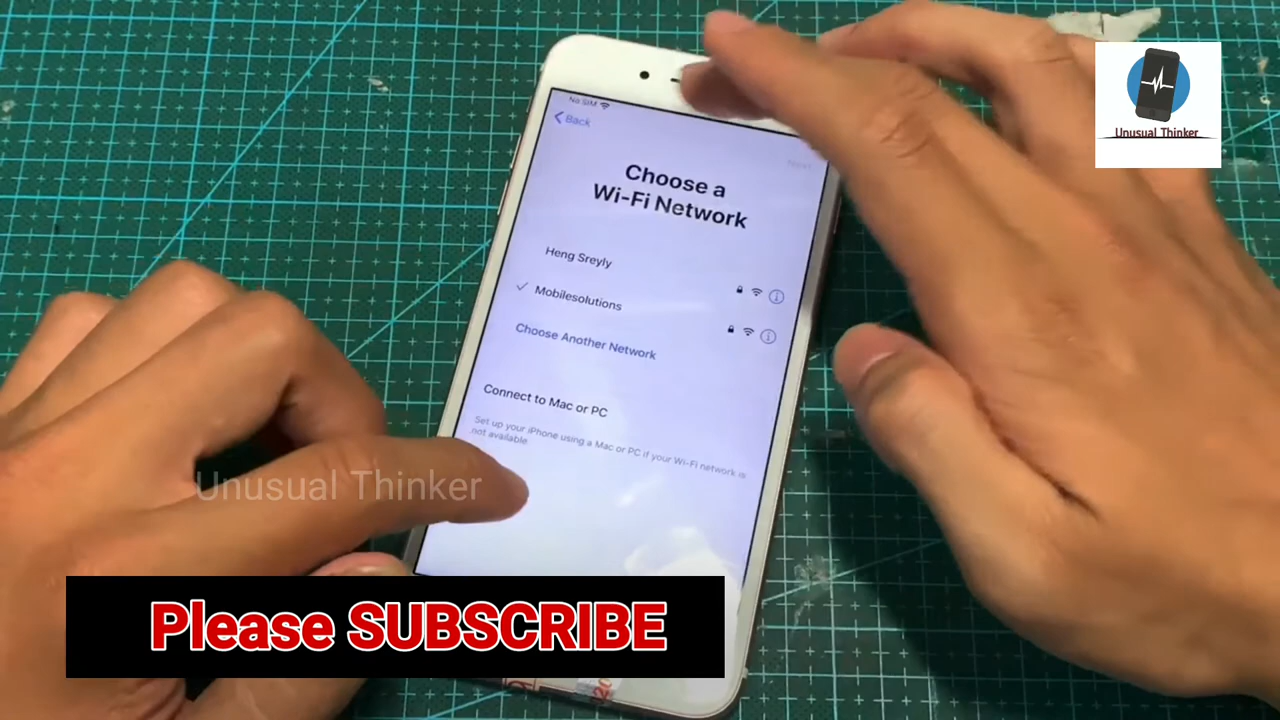 No SIM
Back
Next
Choose a
Wi-Fi Network
Heng Sreyly
Mobilesolutions
Choose Another Network
Connect to Mac or PC
Set up your iPhone using a Mac or PC if your Wi-Fi network is
not available.
Unusual Thinker
Unusual Thinker
Please SUBSCRIBE